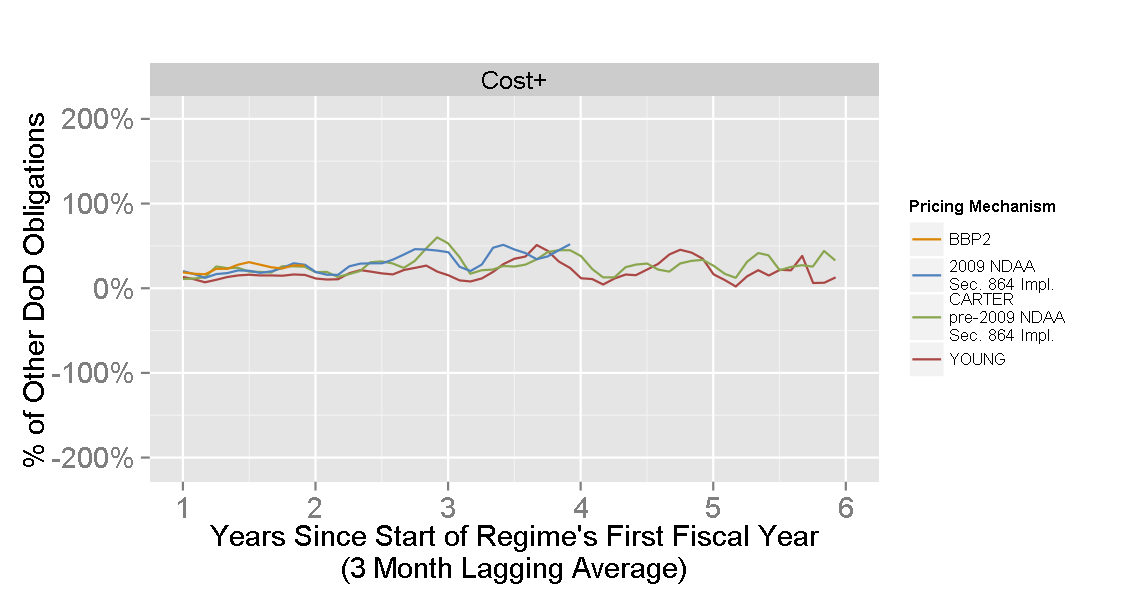 Cost+
% of Other DoD Obligations
200%
100%
0%
-100%
-200%
1 2 3 4 5 6
Years Since Start of Regime's First Fiscal Year
(3 Month Lagging Average)
Pricing Mechanism
BBP2
2009 NDAA
Sec. 864 Impl.
CARTER
pre-2009 NDAA
Sec. 864 Impl.
YOUNG